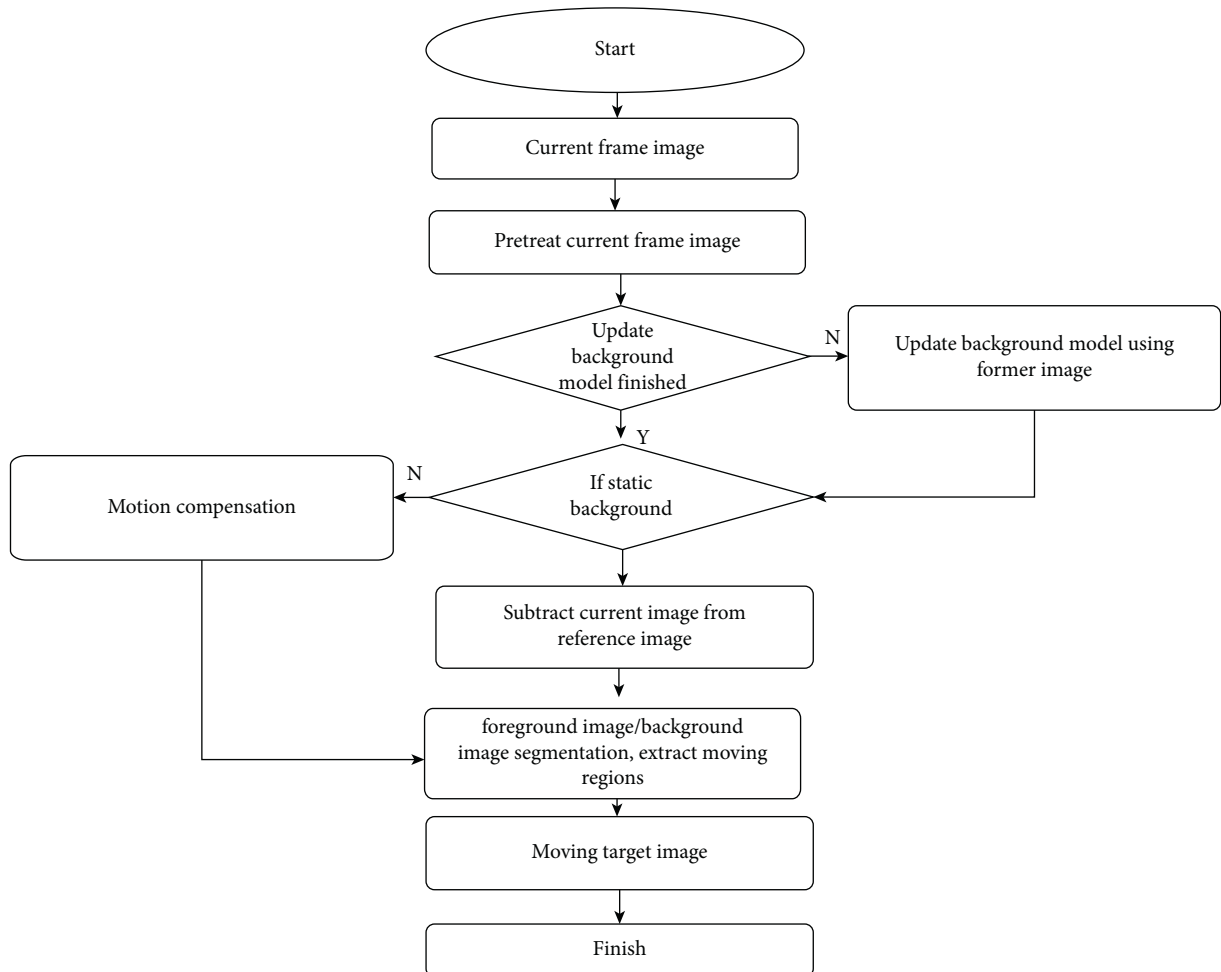 Start
Current frame image
Pretreat current frame image
Update
background
model finished
N
Update background model using
former image
Y
N
If static
background
Motion compensation
Subtract current image from
reference image
foreground image/background
image segmentation, extract moving
regions
Moving target image
Finish